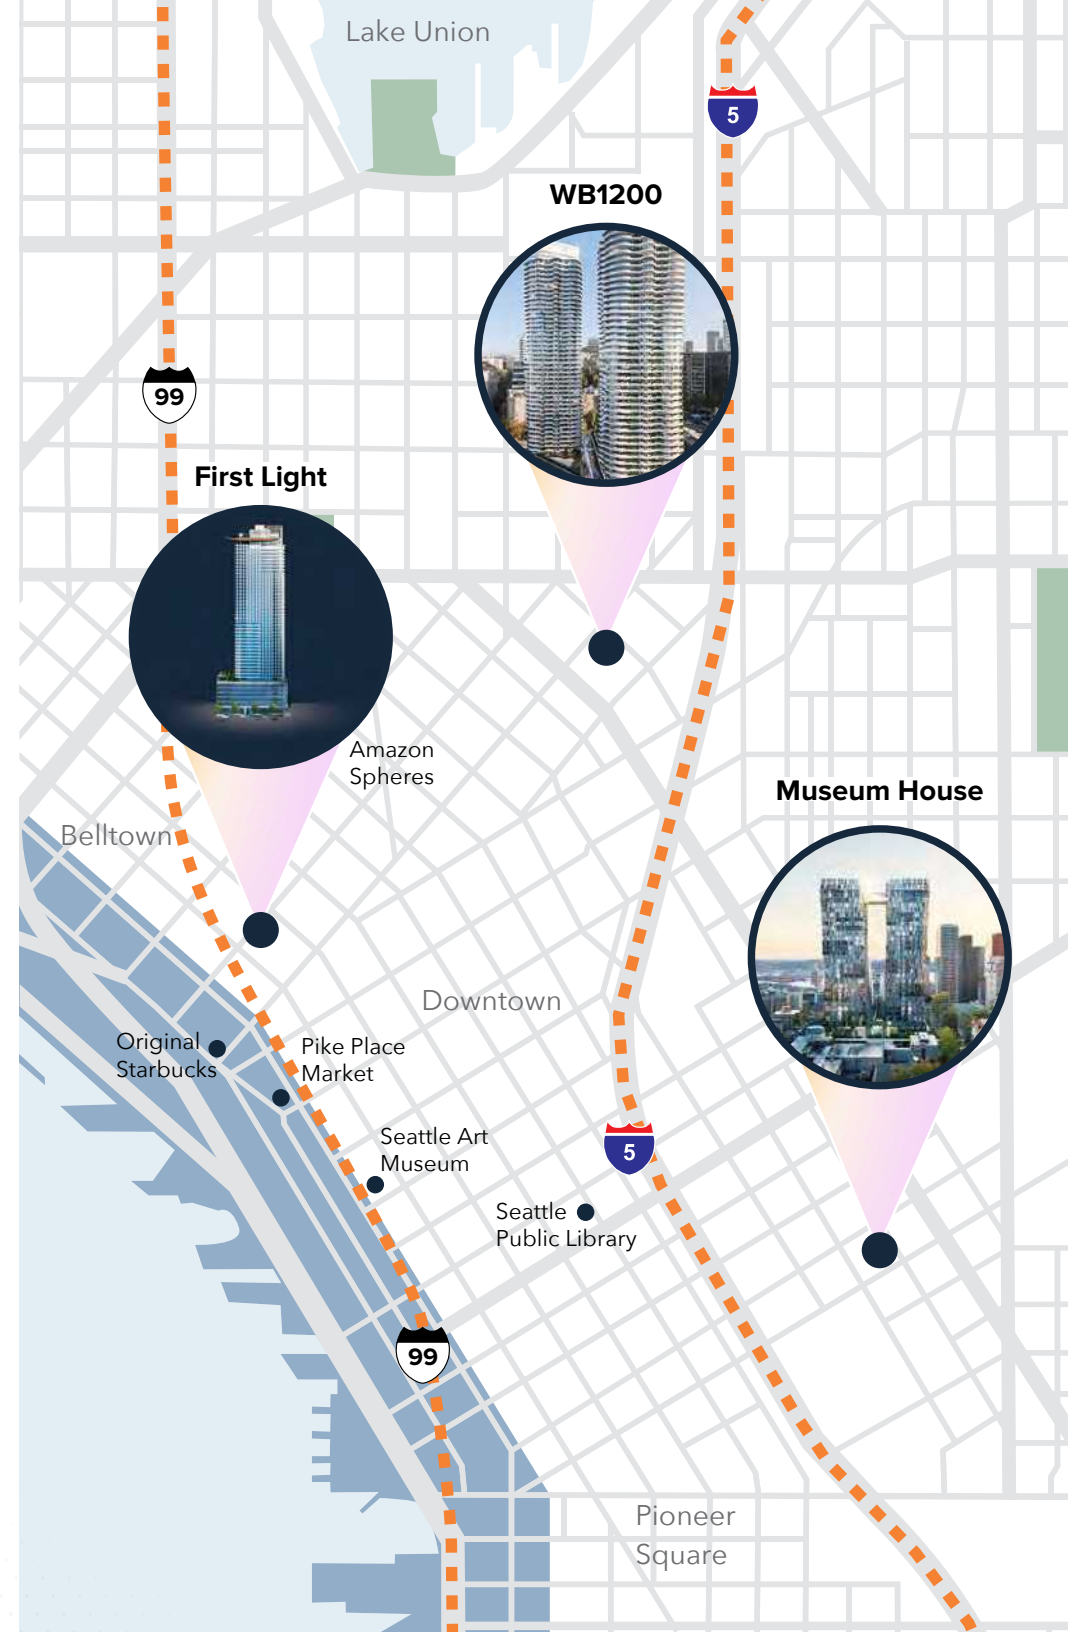 Lake Union
5
WB1200
99
First Light
Amazon
Spheres
Museum House
Belltown
Downtown
Original
Starbucks
Pike Place
Market
Seattle Art
Museum
5
Seattle
Public Library
99
Pioneer
Square